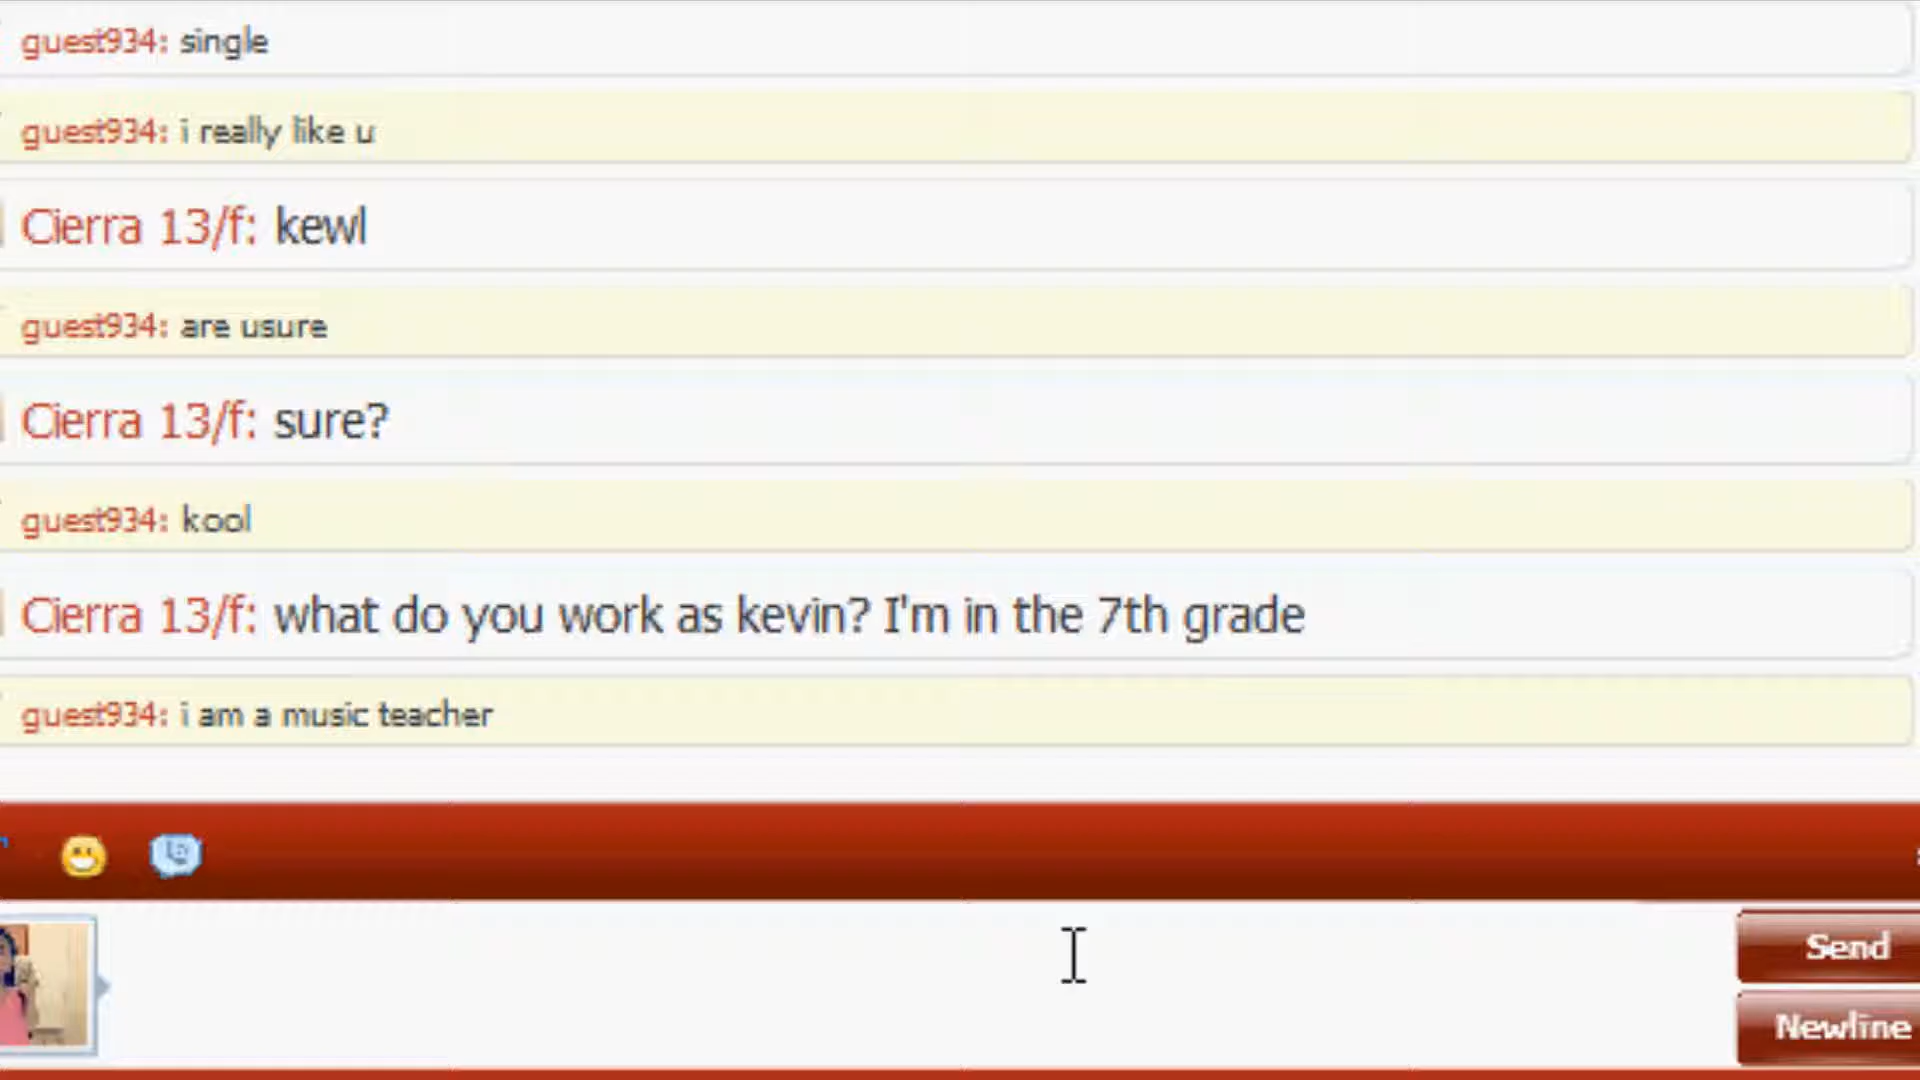 guest934: single
guest934: i really like u
Cierra 13/f: kewl
guest934: are usure
Cierra 13/f: sure?
guest934: kool
Cierra 13/f: what do you work as kevin? I'm in the 7th grade
guest934: i am a music teacher
Send
Newline